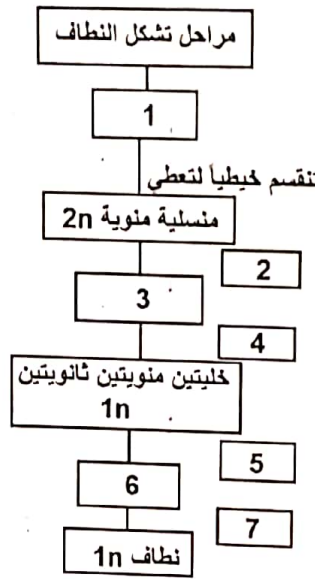 مراحل تشكل النطاف
1
تنقسم خيطياً لتعطي
منسلية منوية 2n
2
3
4
خليتين منويتين ثانويتين
1n
5
6
7
نطاف 1n